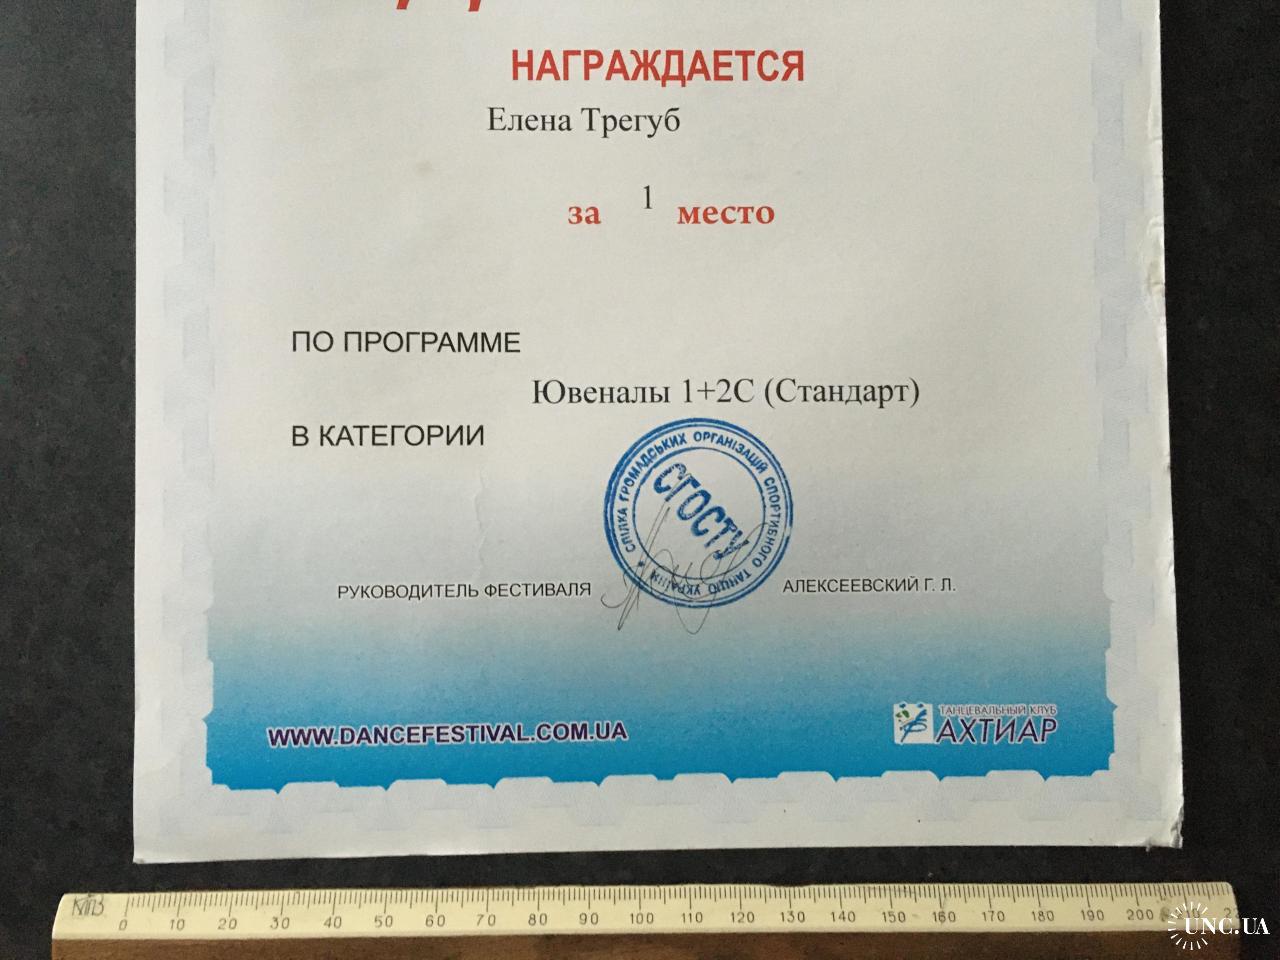 НАГРАЖДАЕТСЯ
Елена Трегуб
за 1 место
ПО ПРОГРАММЕ
Ювеналы 1+2С (Стандарт)
В КАТЕГОРИИ
СПІЛКА ГРОМАДСЬКИХ ОРГАНІЗАЦІЙ СПОРТИВНОГО ТАНЦЮ УКРАЇНИ
СГОСТУ
РУКОВОДИТЕЛЬ ФЕСТИВАЛЯ
АЛЕКСЕЕВСКИЙ Г. Л.
WWW.DANCEFESTIVAL.COM.UA
ТАНЦЕВАЛЬНЫЙ КЛУБ
АХТИАР
0 10 20 30 40 50 60 70 80 90 100 110 120 130 140 150 160 170 180 190 200
UNC.UA